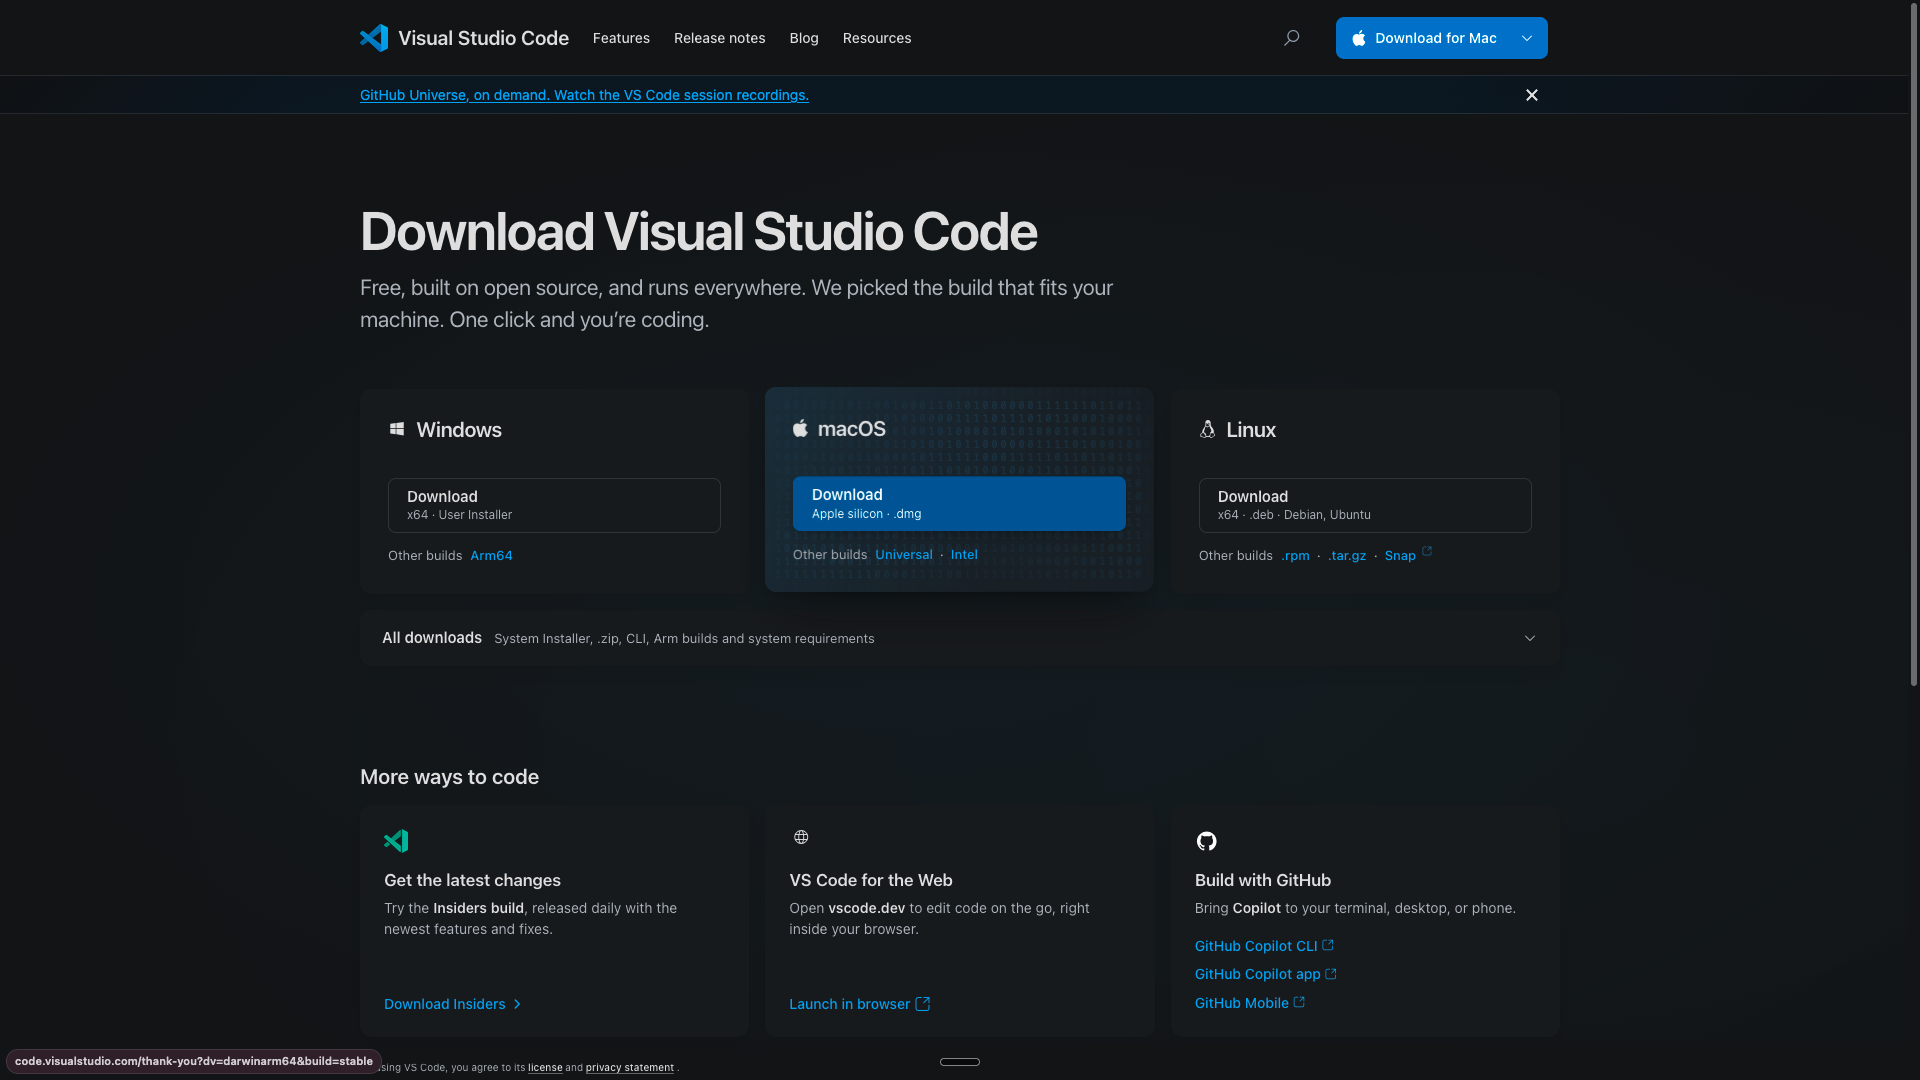 Visual Studio Code
Features
Release notes
Blog
Resources
Download for Mac
GitHub Universe, on demand. Watch the VS Code session recordings.
Download Visual Studio Code
Free, built on open source, and runs everywhere. We picked the build that fits your
machine. One click and you’re coding.
Windows
Download
x64 · User Installer
Other builds Arm64
macOS
Download
Apple silicon · .dmg
Other builds Universal · Intel
Linux
Download
x64 · .deb · Debian, Ubuntu
Other builds .rpm · .tar.gz · Snap
All downloads System Installer, .zip, CLI, Arm builds and system requirements
More ways to code
Get the latest changes
Try the Insiders build, released daily with the
newest features and fixes.
Download Insiders
VS Code for the Web
Open vscode.dev to edit code on the go, right
inside your browser.
Launch in browser
Build with GitHub
Bring Copilot to your terminal, desktop, or phone.
GitHub Copilot CLI
GitHub Copilot app
GitHub Mobile
code.visualstudio.com/thank-you?dv=darwinarm64&build=stable
VS Code, you agree to its license and privacy statement .